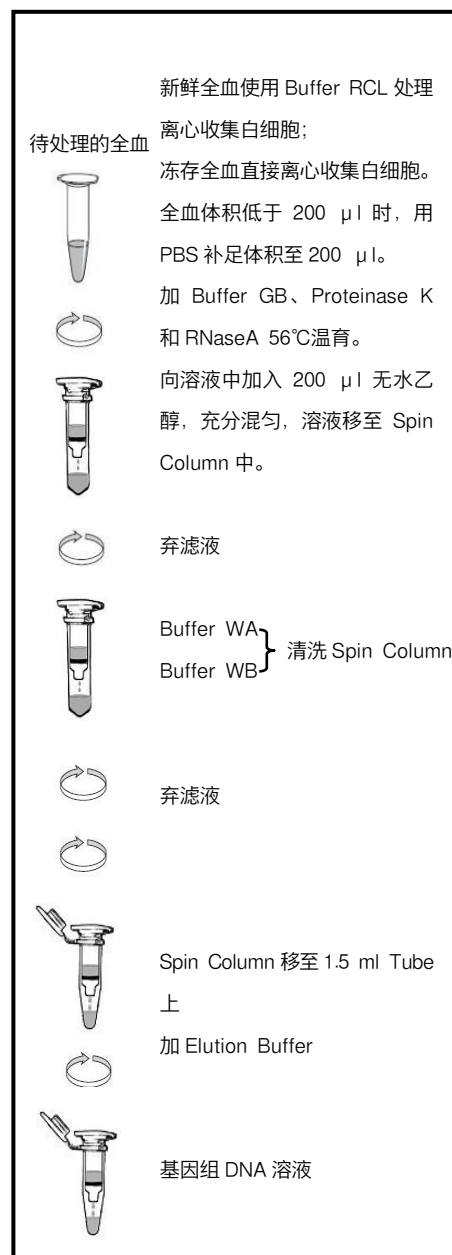 新鲜全血使用 Buffer RCL 处理
离心收集白细胞;
待处理的全血
冻存全血直接离心收集白细胞。
全血体积低于 200 μl 时, 用
PBS 补足体积至 200 μl。
加 Buffer GB、Proteinase K
和 RNaseA 56℃温育。
向溶液中加入 200 μl 无水乙
醇, 充分混匀, 溶液移至 Spin
Column 中。
弃滤液
Buffer WA
Buffer WB
清洗 Spin Column
弃滤液
Spin Column 移至 1.5 ml Tube
上
加 Elution Buffer
基因组 DNA 溶液